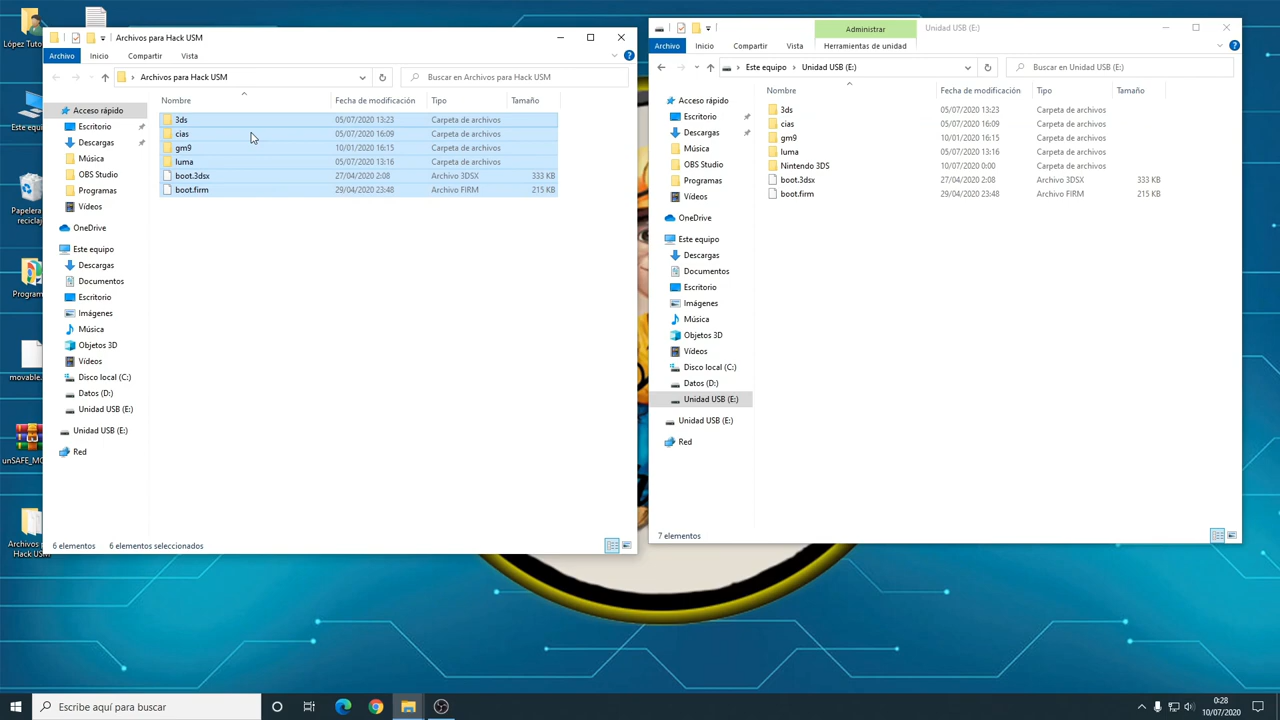 López Tuto
Este equip
Papelera
recicla
Program
movable.
unSAFE_MO
Archivos p
Hack US
Archivos para Hack USM
Archivo
Inicio
Compartir
Vista
Archivos para Hack USM
Buscar en Archivos para Hack USM
Acceso rápido
Escritorio
Descargas
Música
OBS Studio
Programas
Vídeos
OneDrive
Este equipo
Descargas
Documentos
Escritorio
Imágenes
Música
Objetos 3D
Vídeos
Disco local (C:)
Datos (D:)
Unidad USB (E:)
Unidad USB (E:)
Red
Nombre Fecha de modificación Tipo Tamaño
3ds 05/07/2020 13:23 Carpeta de archivos
cias 05/07/2020 16:09 Carpeta de archivos
gm9 10/01/2020 16:15 Carpeta de archivos
luma 05/07/2020 13:16 Carpeta de archivos
boot.3dsx 27/04/2020 2:08 Archivo 3DSX 333 KB
boot.firm 29/04/2020 23:48 Archivo FIRM 215 KB
6 elementos 6 elementos seleccionados
Administrar Unidad USB (E:)
Archivo Inicio Compartir Vista Herramientas de unidad
Este equipo Unidad USB (E:)
Buscar en Unidad USB (E:)
Acceso rápido
Escritorio
Descargas
Música
OBS Studio
Programas
Vídeos
OneDrive
Este equipo
Descargas
Documentos
Escritorio
Imágenes
Música
Objetos 3D
Vídeos
Disco local (C:)
Datos (D:)
Unidad USB (E:)
Unidad USB (E:)
Red
Nombre Fecha de modificación Tipo Tamaño
3ds 05/07/2020 13:23 Carpeta de archivos
cias 05/07/2020 16:09 Carpeta de archivos
gm9 10/01/2020 16:15 Carpeta de archivos
luma 05/07/2020 13:16 Carpeta de archivos
Nintendo 3DS 10/07/2020 0:00 Carpeta de archivos
boot.3dsx 27/04/2020 2:08 Archivo 3DSX 333 KB
boot.firm 29/04/2020 23:48 Archivo FIRM 215 KB
7 elementos
Escribe aquí para buscar
0:28
10/07/2020